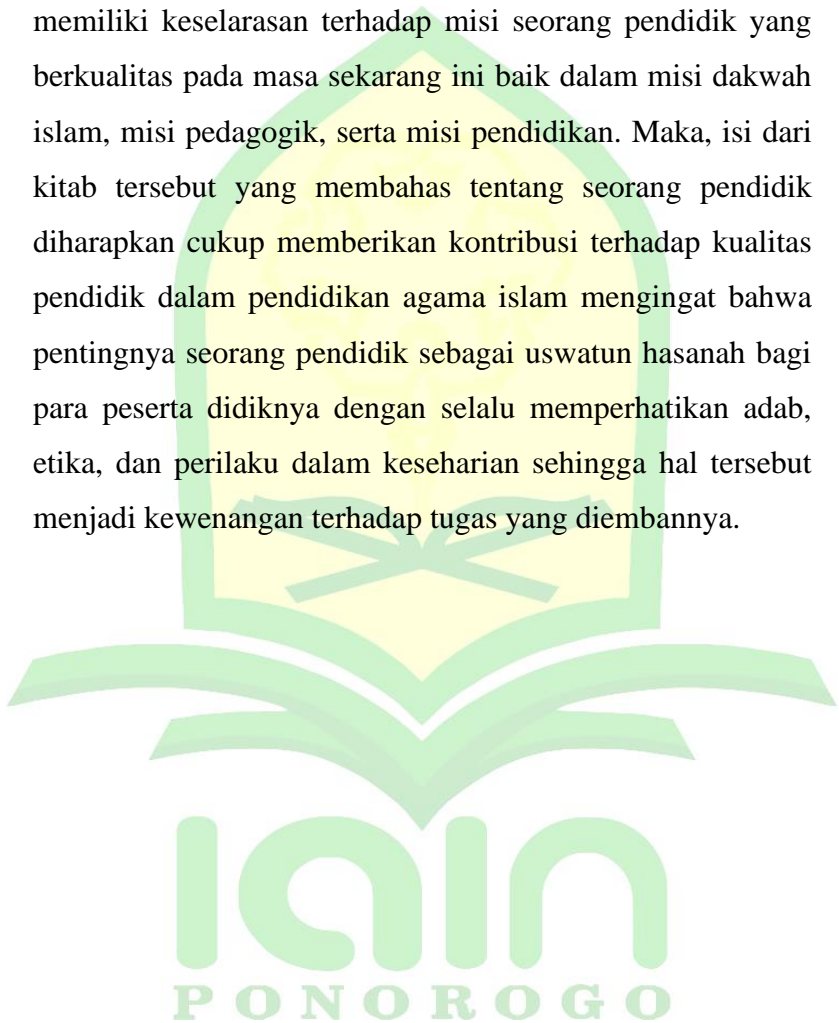 memiliki keselarasan terhadap misi seorang pendidik yang
berkualitas pada masa sekarang ini baik dalam misi dakwah
islam, misi pedagogik, serta misi pendidikan. Maka, isi dari
kitab tersebut yang membahas tentang seorang pendidik
diharapkan cukup memberikan kontribusi terhadap kualitas
pendidik dalam pendidikan agama islam mengingat bahwa
pentingnya seorang pendidik sebagai uswatun hasanah bagi
para peserta didiknya dengan selalu memperhatikan adab,
etika, dan perilaku dalam keseharian sehingga hal tersebut
menjadi kewenangan terhadap tugas yang diembannya.
iain
PONOROGO